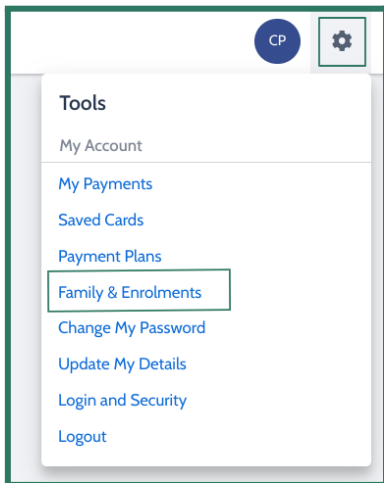 CP
Tools
My Account
My Payments
Saved Cards
Payment Plans
Family & Enrolments
Change My Password
Update My Details
Login and Security
Logout